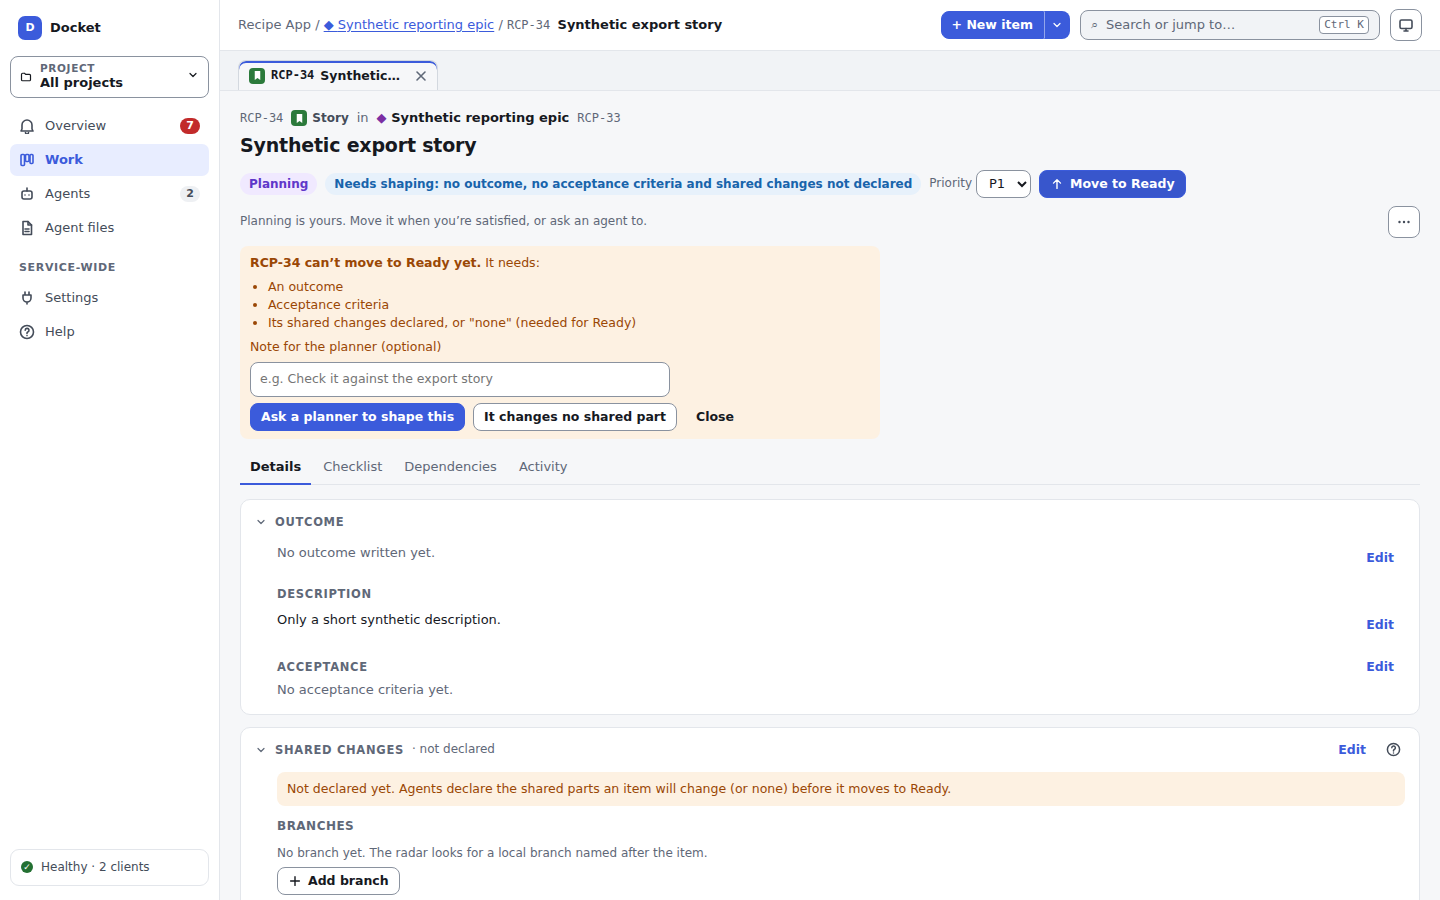 D Docket
Recipe App / ◆ Synthetic reporting epic / RCP-34 Synthetic export story
+ New item
Search or jump to…
Ctrl K
PROJECT
All projects
RCP-34 Synthetic…
Overview 7
Work
Agents 2
Agent files
SERVICE-WIDE
Settings
Help
Healthy · 2 clients
RCP-34 Story in ◆ Synthetic reporting epic RCP-33
Synthetic export story
Planning
Needs shaping: no outcome, no acceptance criteria and shared changes not declared
Priority P1
↑ Move to Ready
Planning is yours. Move it when you’re satisfied, or ask an agent to.
RCP-34 can’t move to Ready yet. It needs:
• An outcome
• Acceptance criteria
• Its shared changes declared, or "none" (needed for Ready)
Note for the planner (optional)
e.g. Check it against the export story
Ask a planner to shape this
It changes no shared part
Close
Details
Checklist
Dependencies
Activity
OUTCOME
No outcome written yet.
Edit
DESCRIPTION
Only a short synthetic description.
Edit
ACCEPTANCE
Edit
No acceptance criteria yet.
SHARED CHANGES · not declared
Edit
Not declared yet. Agents declare the shared parts an item will change (or none) before it moves to Ready.
BRANCHES
No branch yet. The radar looks for a local branch named after the item.
+ Add branch